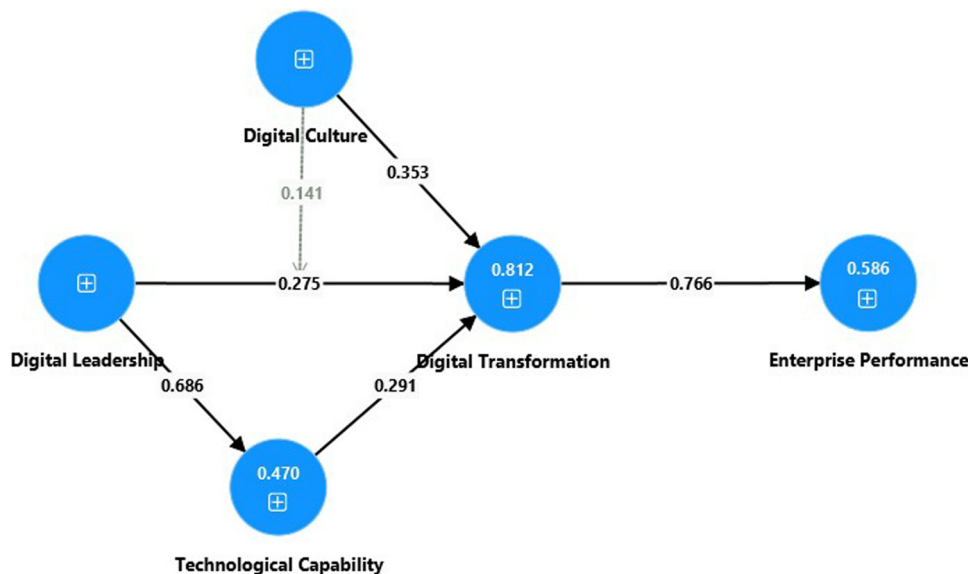 Digital Culture
0.353
0.141
0.812
0.586
0.275
0.766
Digital Leadership
Digital Transformation
Enterprise Performance
0.686
0.291
0.470
Technological Capability